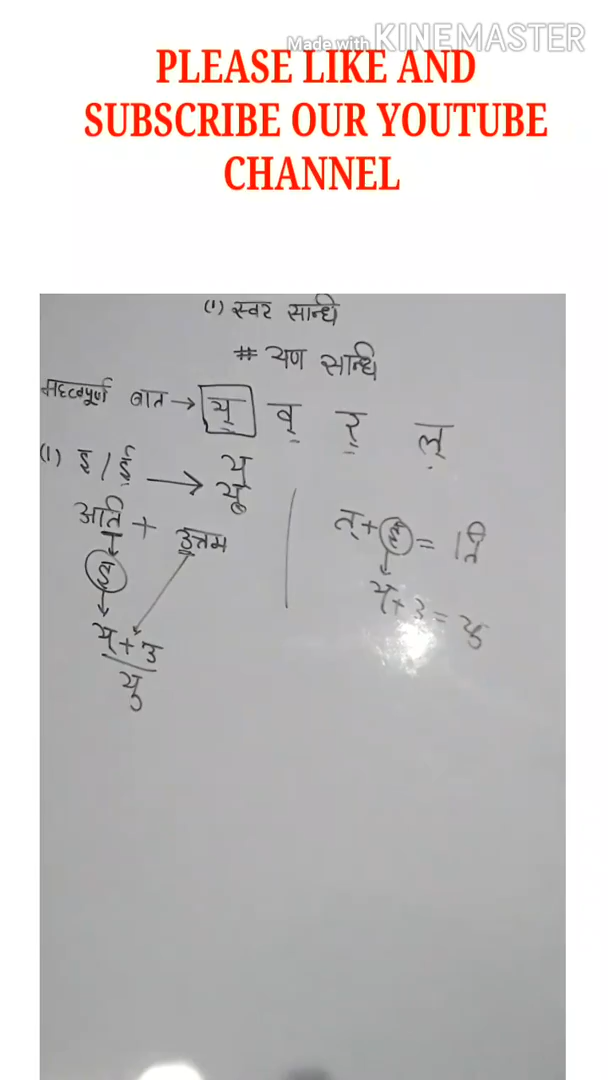 Made with KINEMASTER
PLEASE LIKE AND
SUBSCRIBE OUR YOUTUBE
CHANNEL
(1) स्वर सान्धि
# यण सान्धि
महत्वपूर्ण बात → य् व् र् ल्
(1) इ / ई → य्
अति + उत्तम
इ
य् + उ
यु
त् + इ = ति
य् + उ = यु